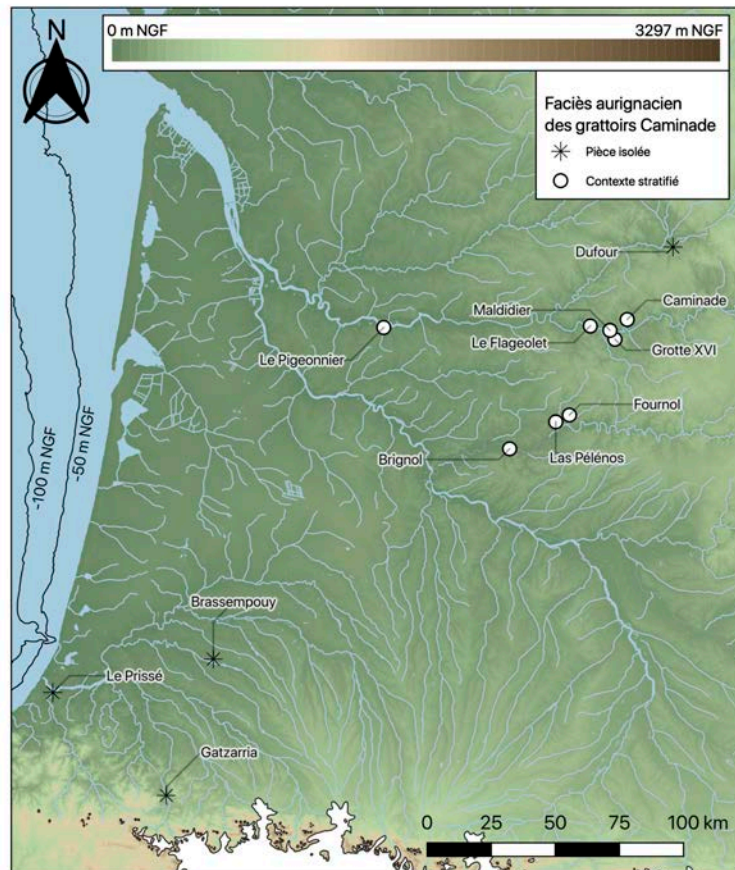 0 m NGF 3297 m NGF
N
Faciès aurignacien
des grattoirs Caminade
Pièce isolée
Contexte stratifié
Dufour
Maldidier
Caminade
Le Flageolet
Le Pigeonnier
Grotte XVI
Fournol
Las Pélénos
Brignol
-100 m NGF
-50 m NGF
Brassempouy
Le Prissé
Gatzarria
0 25 50 75 100 km